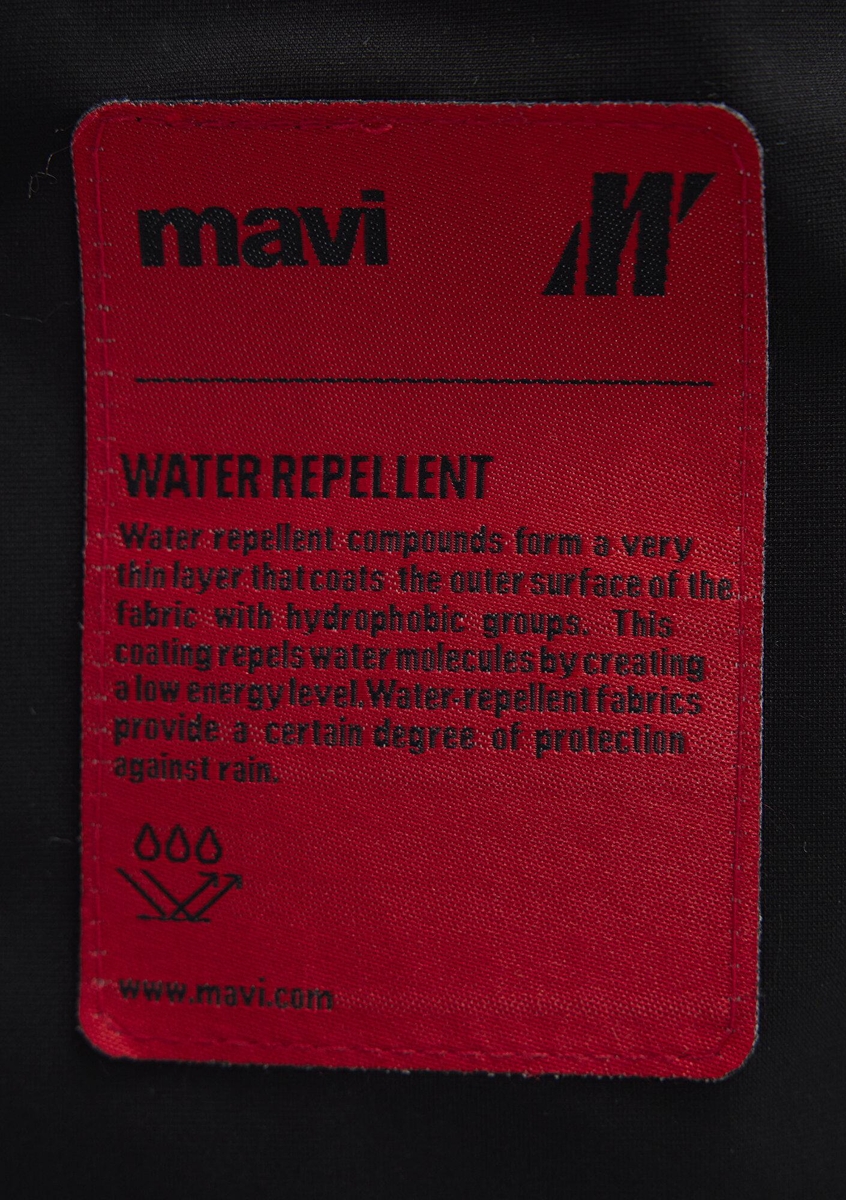 mavi M
WATER REPELLENT
Water repellent compounds form a very
thin layer that coats the outer surface of the
fabric with hydrophobic groups. This
coating repels water molecules by creating
a low energy level. Water-repellent fabrics
provide a certain degree of protection
against rain.
www.mavi.com